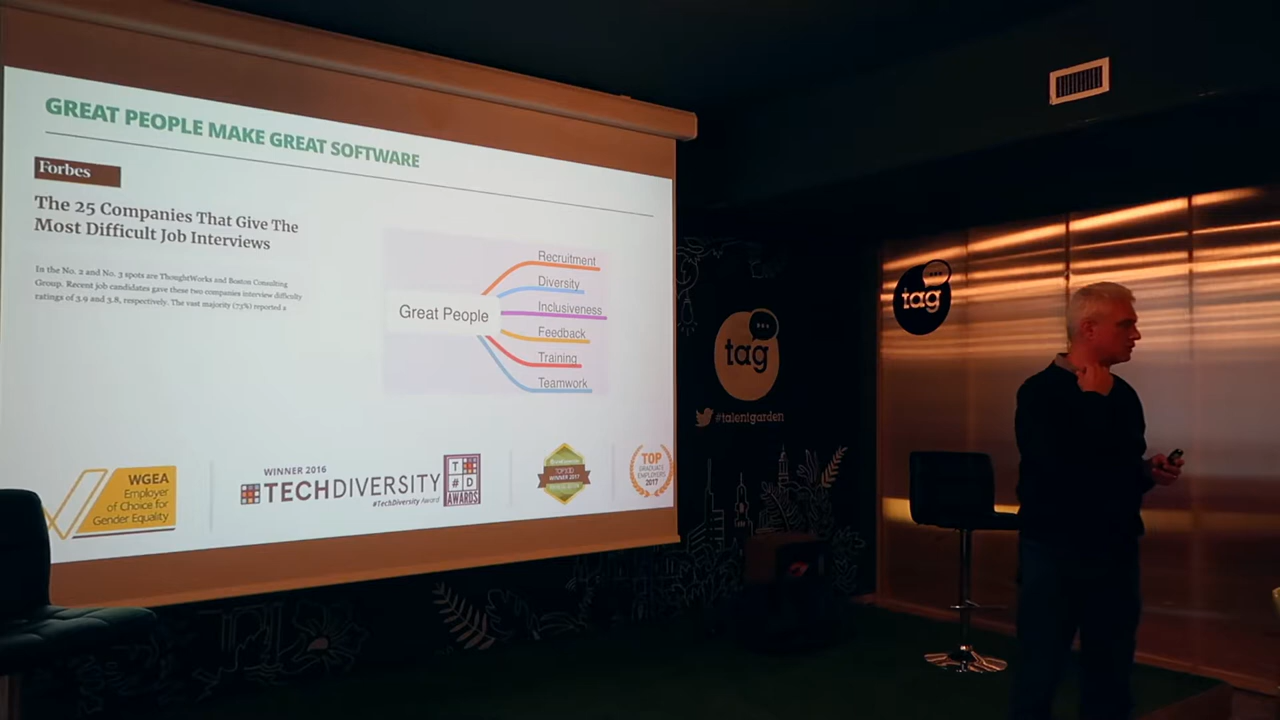 GREAT PEOPLE MAKE GREAT SOFTWARE
Forbes
The 25 Companies That Give The
Most Difficult Job Interviews
In the No. 2 and No. 3 spots are ThoughtWorks and Boston Consulting
Group. Recent job candidates gave these two companies interview difficulty
ratings of 3.9 and 3.8, respectively. The vast majority (73%) reported a
Great People
Recruitment
Diversity
Inclusiveness
Feedback
Training
Teamwork
WGEA
Employer
of Choice for
Gender Equality
WINNER 2016
TECHDIVERSITY
#TechDiversity Award
T
#D
AWARDS
TOP
GRADUATE
EMPLOYERS
2017
tag
#talentgarden
tag